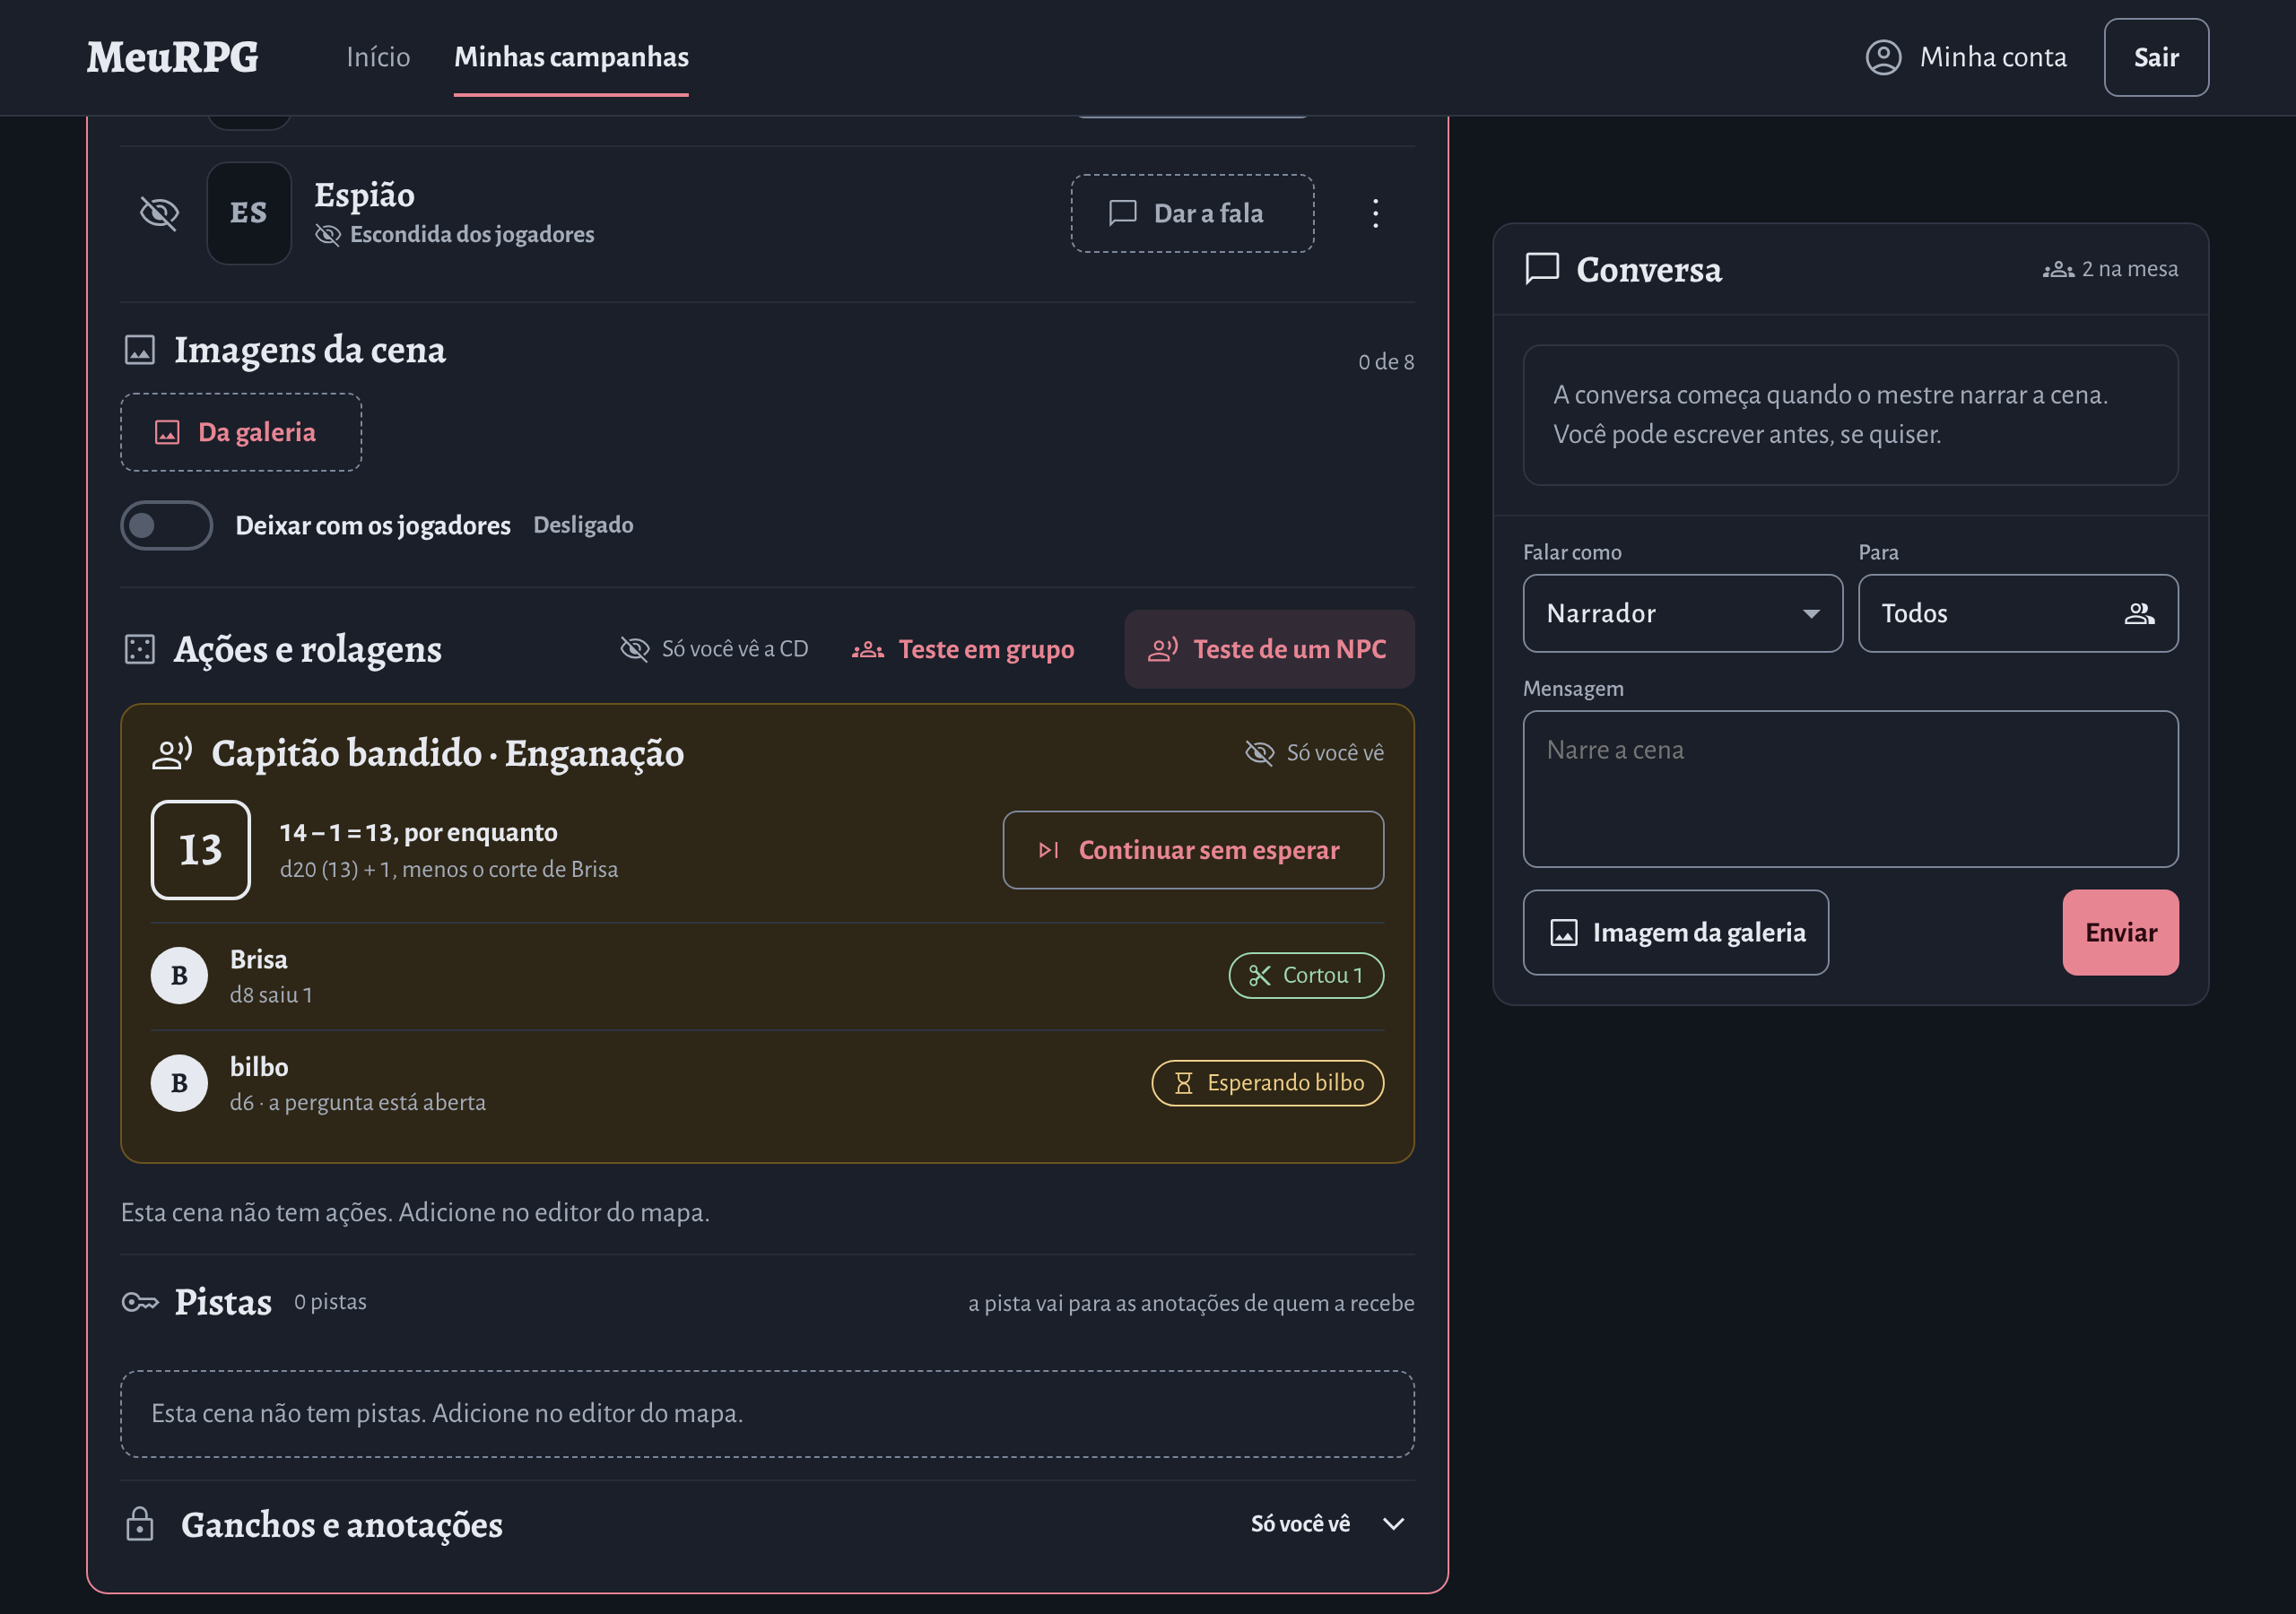 MeuRPG
Início
Minhas campanhas
Minha conta
Sair
ES
Espião
Escondida dos jogadores
Dar a fala
Imagens da cena
0 de 8
Da galeria
Deixar com os jogadores
Desligado
Ações e rolagens
Só você vê a CD
Teste em grupo
Teste de um NPC
Capitão bandido · Enganação
Só você vê
13
14 – 1 = 13, por enquanto
d20 (13) + 1, menos o corte de Brisa
Continuar sem esperar
B
Brisa
d8 saiu 1
Cortou 1
B
bilbo
d6 · a pergunta está aberta
Esperando bilbo
Esta cena não tem ações. Adicione no editor do mapa.
Pistas
0 pistas
a pista vai para as anotações de quem a recebe
Esta cena não tem pistas. Adicione no editor do mapa.
Ganchos e anotações
Só você vê
Conversa
2 na mesa
A conversa começa quando o mestre narrar a cena.
Você pode escrever antes, se quiser.
Falar como
Para
Narrador
Todos
Mensagem
Narre a cena
Imagem da galeria
Enviar